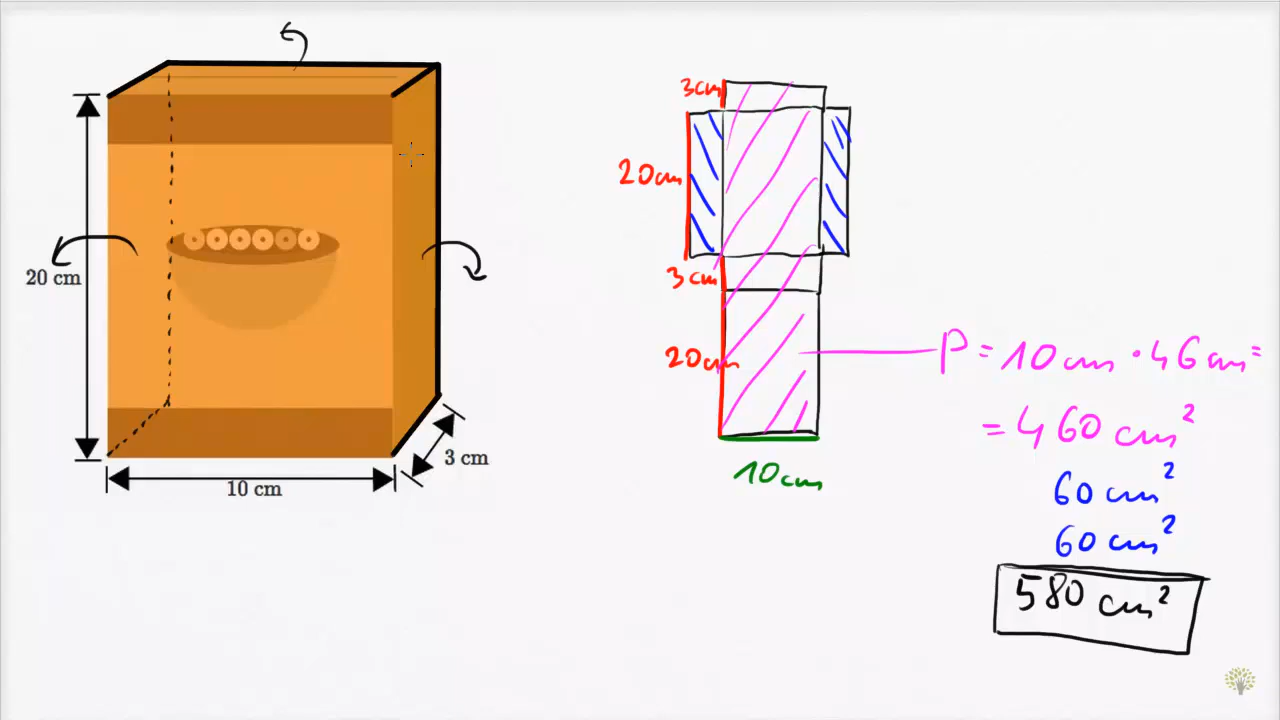 20 cm
10 cm
3 cm
3cm
20cm
3cm
20cm
10cm
P = 10cm · 46cm =
= 460 cm²
60 cm²
60 cm²
580 cm²